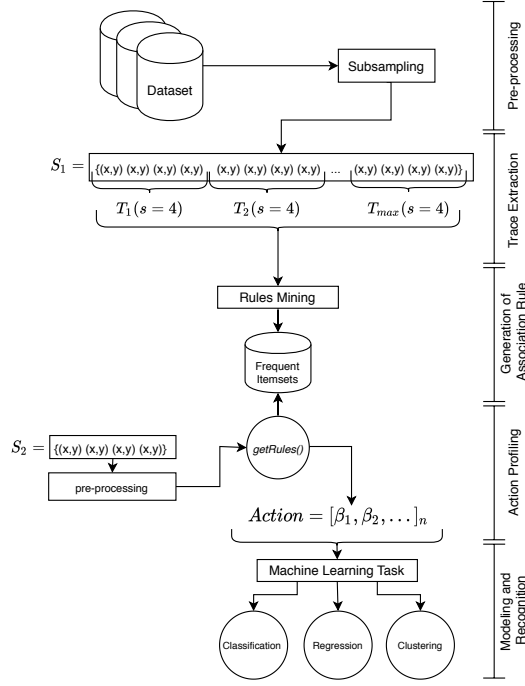 Dataset
Subsampling
Pre-processing
S₁ = {(x,y) (x,y) (x,y) (x,y) (x,y) (x,y) (x,y) (x,y) ... (x,y) (x,y) (x,y) (x,y)}
T₁(s = 4) T₂(s = 4) Tₘₐₓ(s = 4)
Trace Extraction
Rules Mining
Frequent
Itemsets
Generation of
Association Rule
S₂ = {(x,y) (x,y) (x,y) (x,y)}
pre-processing
getRules()
Action = [β₁, β₂, . . .]ₙ
Action Profiling
Machine Learning Task
Classification
Regression
Clustering
Modeling and
Recognition